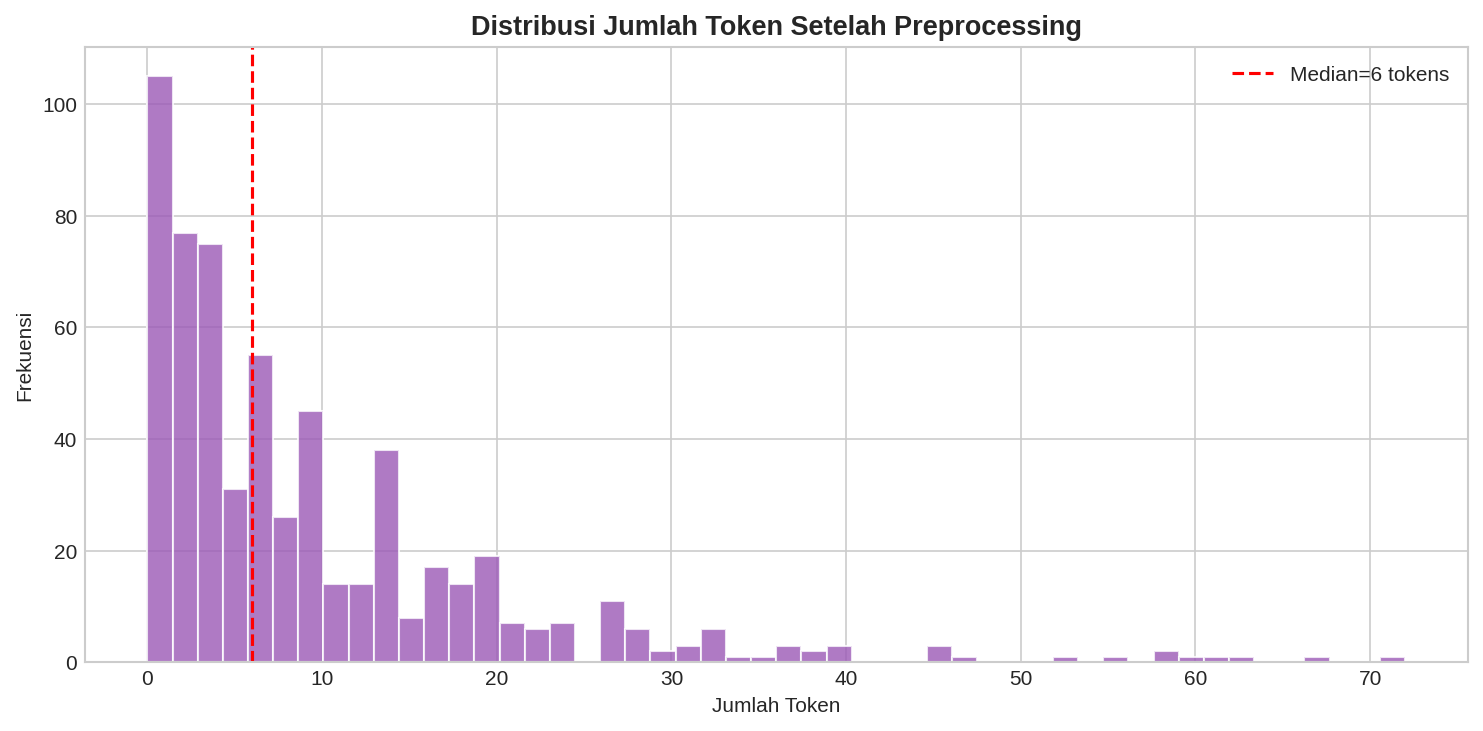 Distribusi Jumlah Token Setelah Preprocessing
Median=6 tokens
Frekuensi
100
80
60
40
20
0
0 10 20 30 40 50 60 70
Jumlah Token